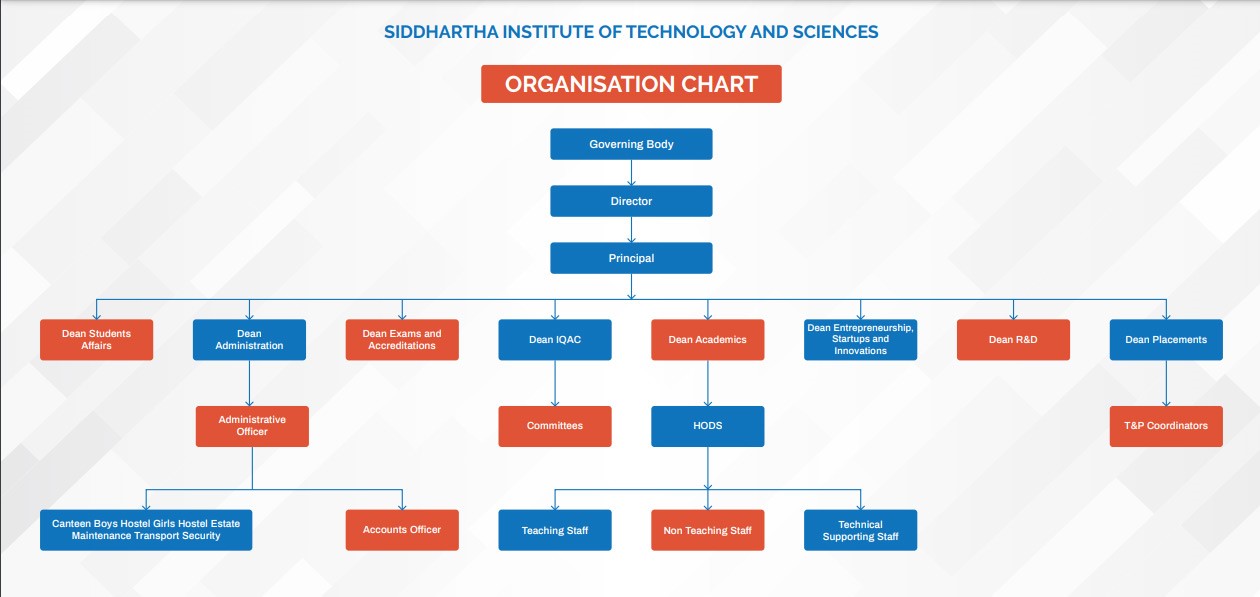 SIDDHARTHA INSTITUTE OF TECHNOLOGY AND SCIENCES
ORGANISATION CHART
Governing Body
Director
Principal
Dean Students
Affairs
Dean
Administration
Dean Exams and
Accreditations
Dean IQAC
Dean Academics
Dean Entrepreneurship,
Startups and
Innovations
Dean R&D
Dean Placements
Administrative
Officer
Committees
HODS
T&P Coordinators
Canteen Boys Hostel Girls Hostel Estate
Maintenance Transport Security
Accounts Officer
Teaching Staff
Non Teaching Staff
Technical
Supporting Staff